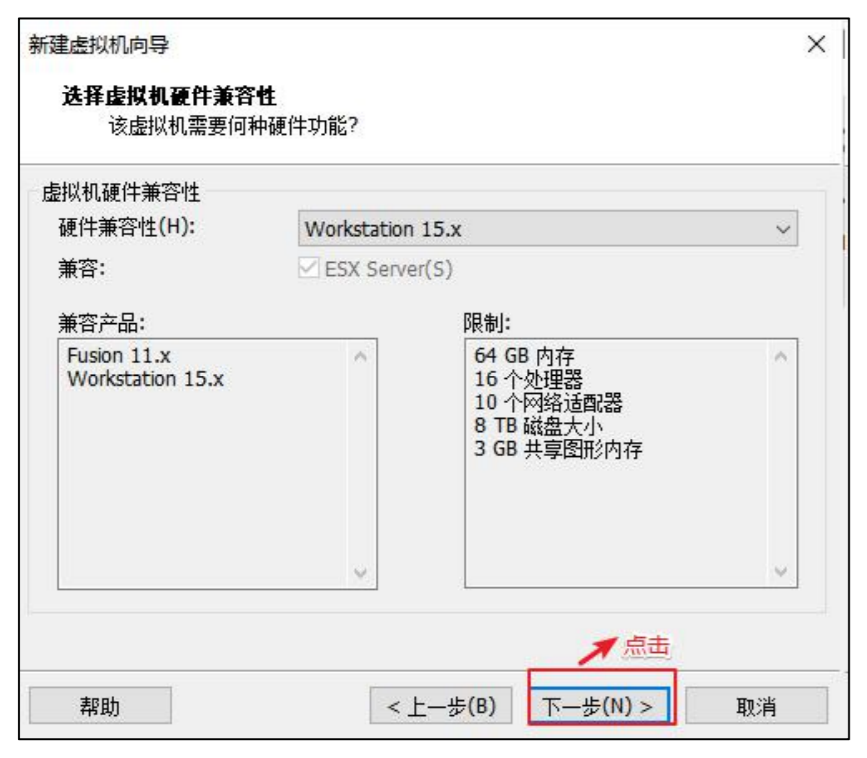 新建虚拟机向导
选择虚拟机硬件兼容性
该虚拟机需要何种硬件功能?
虚拟机硬件兼容性
硬件兼容性(H): Workstation 15.x
兼容: ESX Server(S)
兼容产品:
Fusion 11.x
Workstation 15.x
限制:
64 GB 内存
16 个处理器
10 个网络适配器
8 TB 磁盘大小
3 GB 共享图形内存
点击
帮助 < 上一步(B) 下一步(N) > 取消